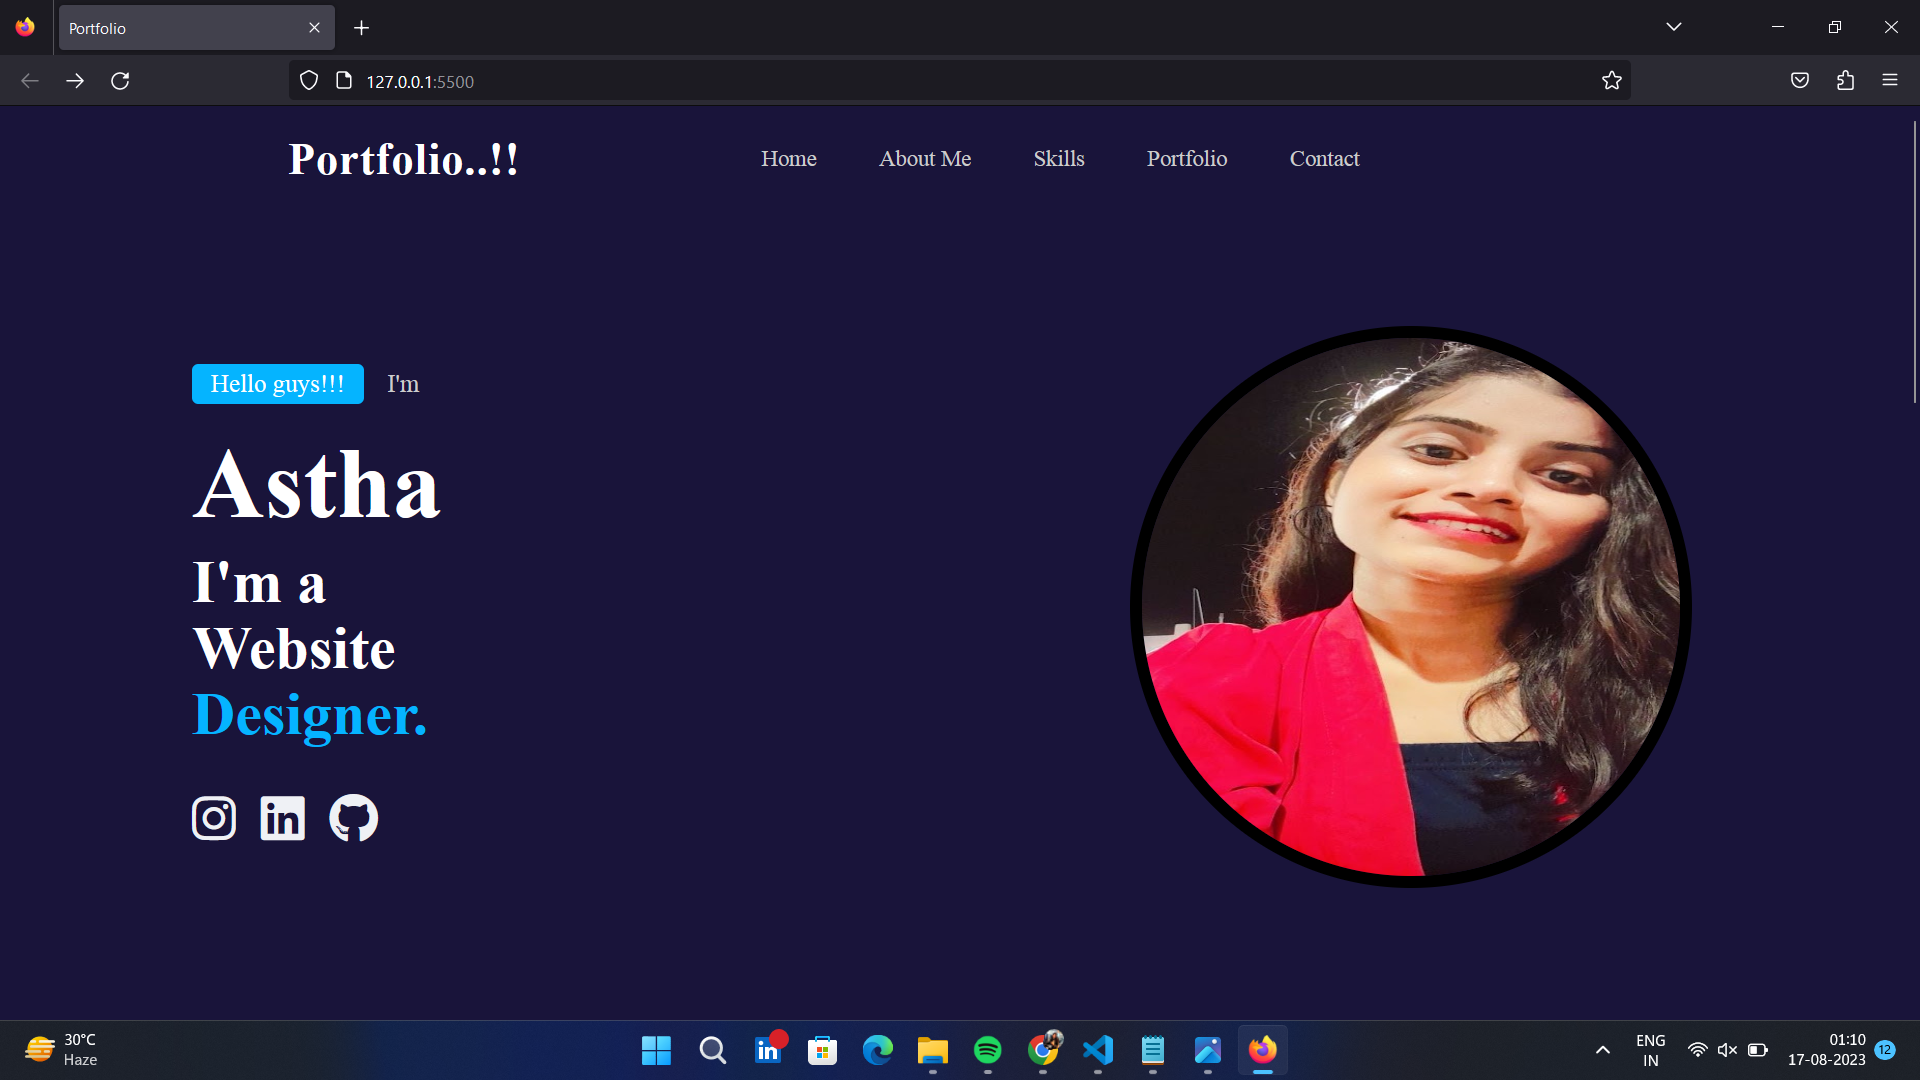 Portfolio
127.0.0.1:5500
Portfolio..!!
Home About Me Skills Portfolio Contact
Hello guys!!! I'm
Astha
I'm a
Website
Designer.
30°C
Haze
ENG
IN
01:10
17-08-2023
12